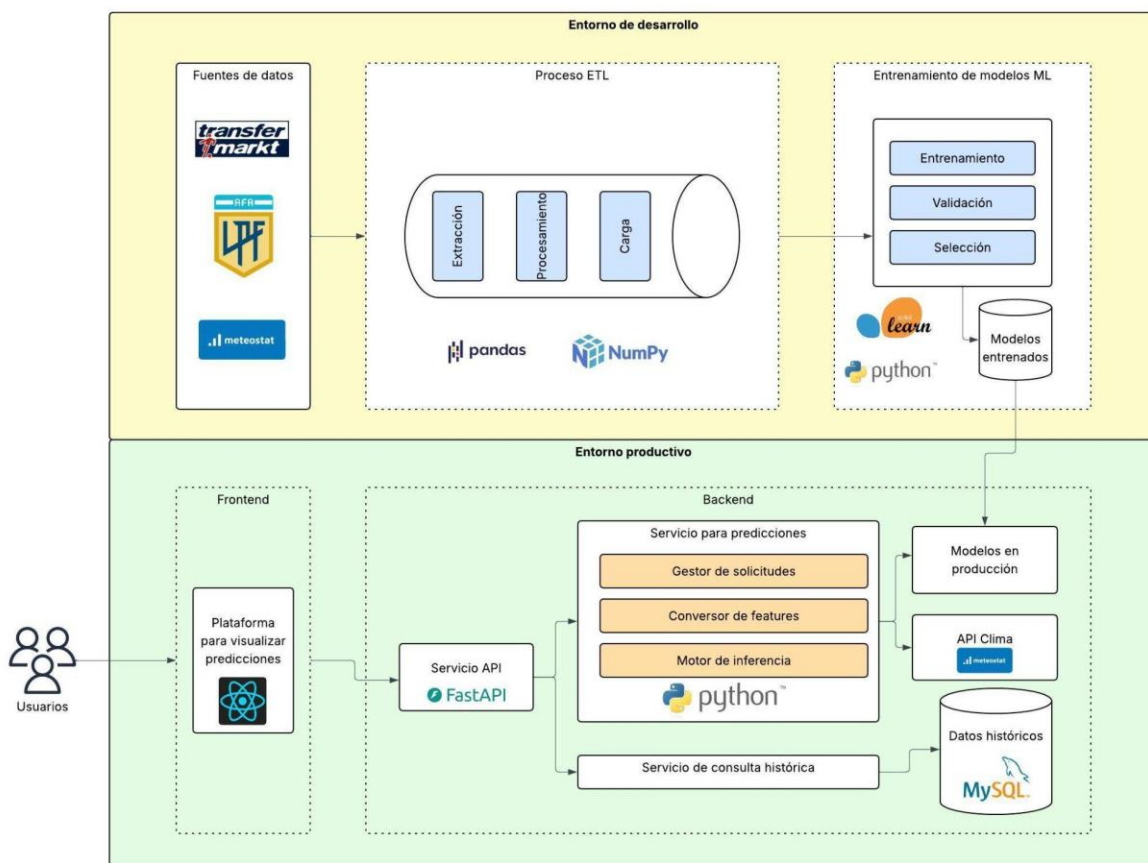 Entorno de desarrollo
Fuentes de datos
transfer
markt
AFA
LPF
meteostat
Proceso ETL
Extracción
Procesamiento
Carga
pandas
NumPy
Entrenamiento de modelos ML
Entrenamiento
Validación
Selección
learn
python™
Modelos
entrenados
Entorno productivo
Usuarios
Frontend
Plataforma
para visualizar
predicciones
Backend
Servicio API
FastAPI
Servicio para predicciones
Gestor de solicitudes
Conversor de features
Motor de inferencia
python™
Servicio de consulta histórica
Modelos en
producción
API Clima
meteostat
Datos históricos
MySQL